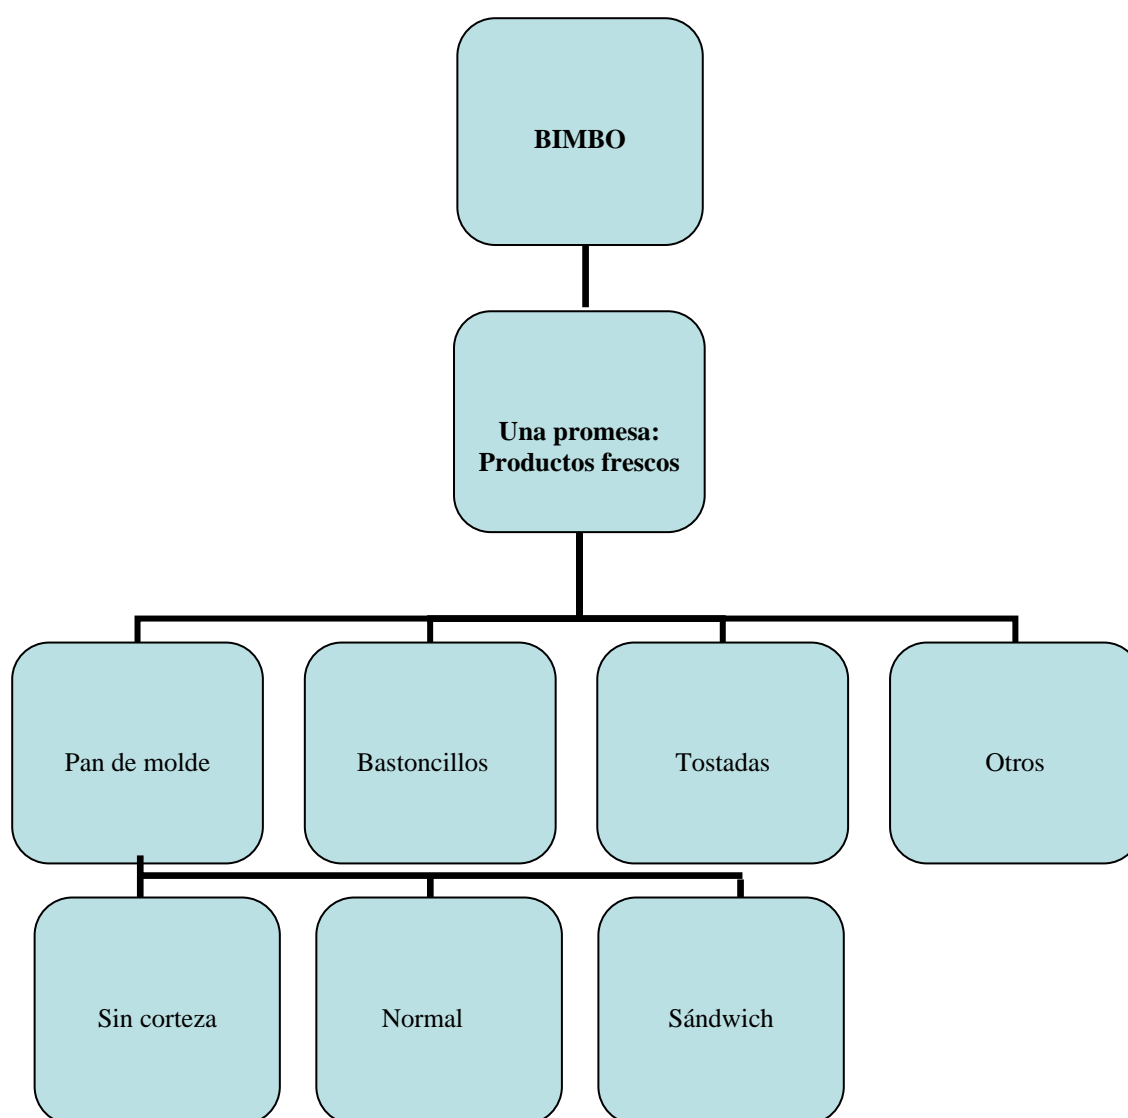 BIMBO
Una promesa:
Productos frescos
Pan de molde
Bastoncillos
Tostadas
Otros
Sin corteza
Normal
Sándwich